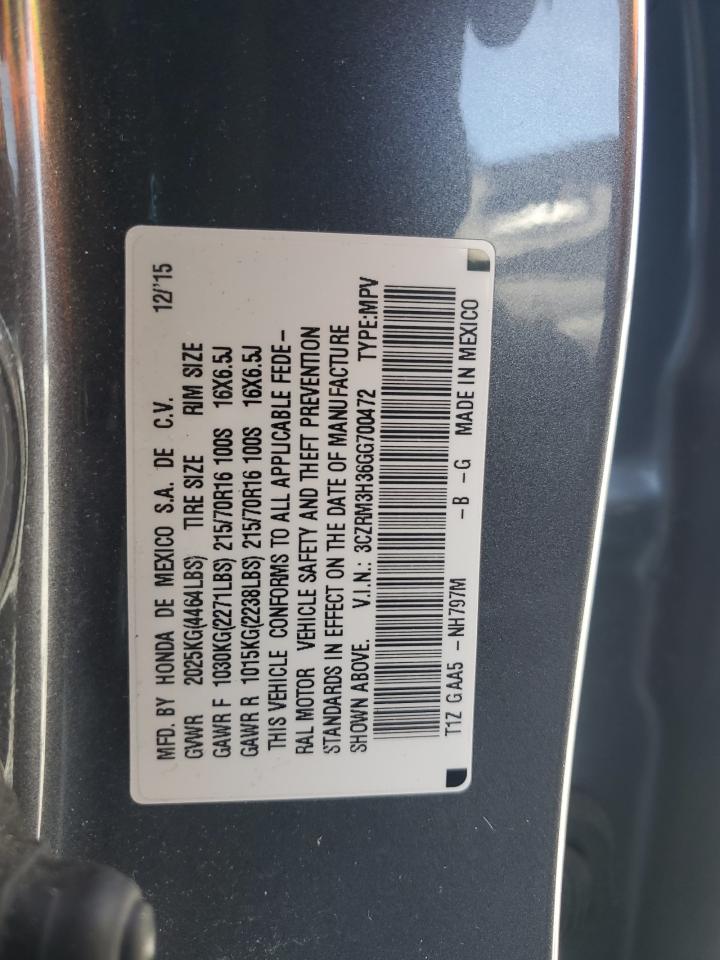 MFD. BY HONDA DE MEXICO S.A. DE C.V. 12/'15
GVWR 2025KG(4464LBS) TIRE SIZE RIM SIZE
GAWR F 1030KG(2271LBS) 215/70R16 100S 16X6.5J
GAWR R 1015KG(2238LBS) 215/70R16 100S 16X6.5J
THIS VEHICLE CONFORMS TO ALL APPLICABLE FEDE-
RAL MOTOR VEHICLE SAFETY AND THEFT PREVENTION
STANDARDS IN EFFECT ON THE DATE OF MANUFACTURE
SHOWN ABOVE. V.I.N.: 3CZRM3H36GG700472 TYPE:MPV
T1Z G AA5 -NH797M -B -G MADE IN MEXICO